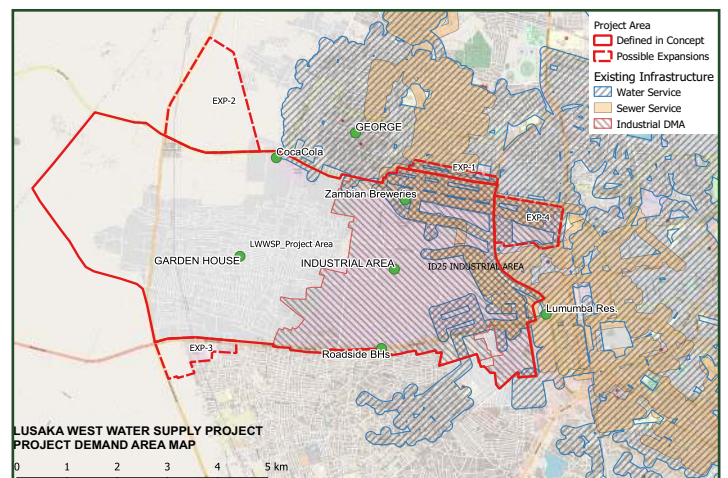 Project Area
Defined in Concept
Possible Expansions
Existing Infrastructure
Water Service
Sewer Service
Industrial DMA
EXP-2
GEORGE
CocaCola
EXP-1
Zambian Breweries
EXP-4
LWWSP_Project Area
GARDEN HOUSE
INDUSTRIAL AREA
ID25 INDUSTRIAL AREA
Lumumba Res.
EXP-3
Roadside BHs
LUSAKA WEST WATER SUPPLY PROJECT
PROJECT DEMAND AREA MAP
0 1 2 3 4 5 km